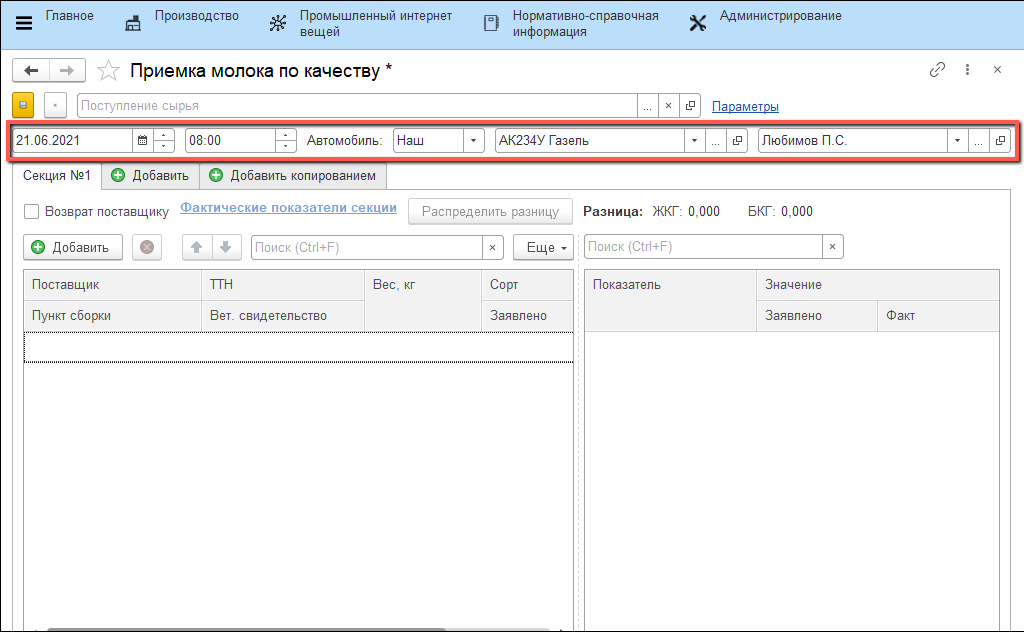 Главное
Производство
Промышленный интернет
вещей
Нормативно-справочная
информация
Администрирование
Приемка молока по качеству *
Поступление сырья
...
×
Параметры
21.06.2021
08:00
Автомобиль:
Наш
АК234У Газель
...
Любимов П.С.
...
Секция №1
Добавить
Добавить копированием
Возврат поставщику
Фактические показатели секции
Распределить разницу
Разница: ЖКГ: 0,000 БКГ: 0,000
Добавить
Поиск (Ctrl+F)
×
Еще
Поиск (Ctrl+F)
×
Поставщик ТТН Вес, кг Сорт
Пункт сборки Вет. свидетельство Заявлено
Показатель Значение
Заявлено Факт